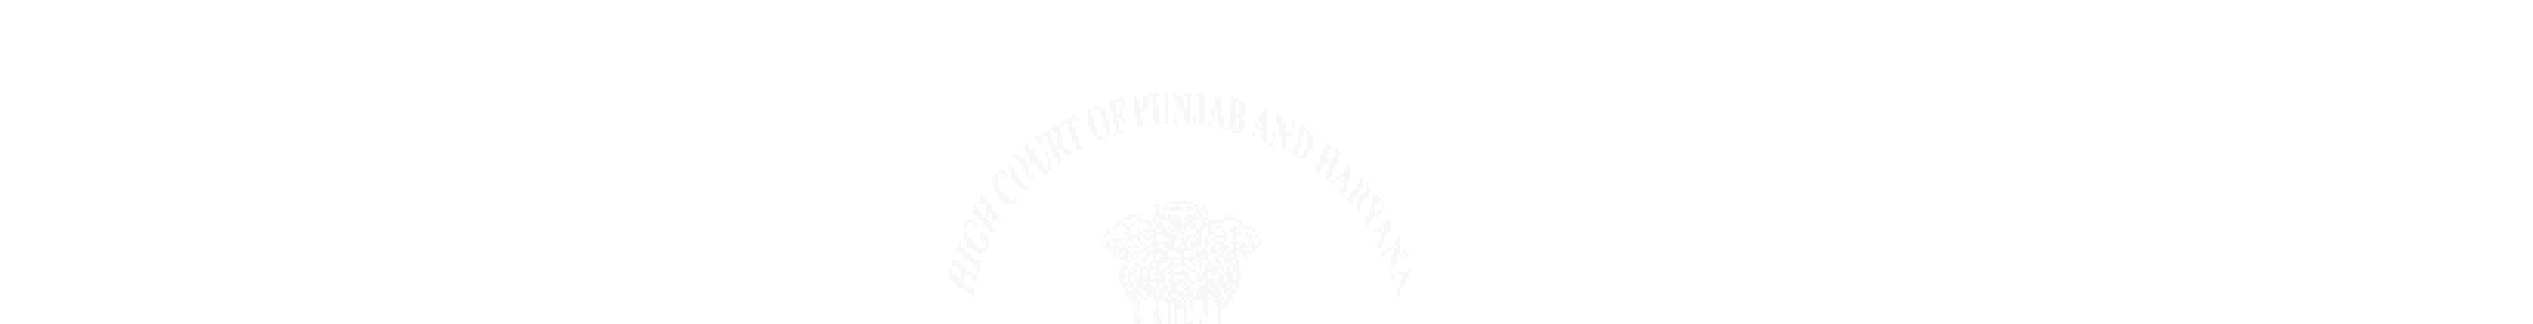 HIGH COURT OF PUNJAB AND HARYANA